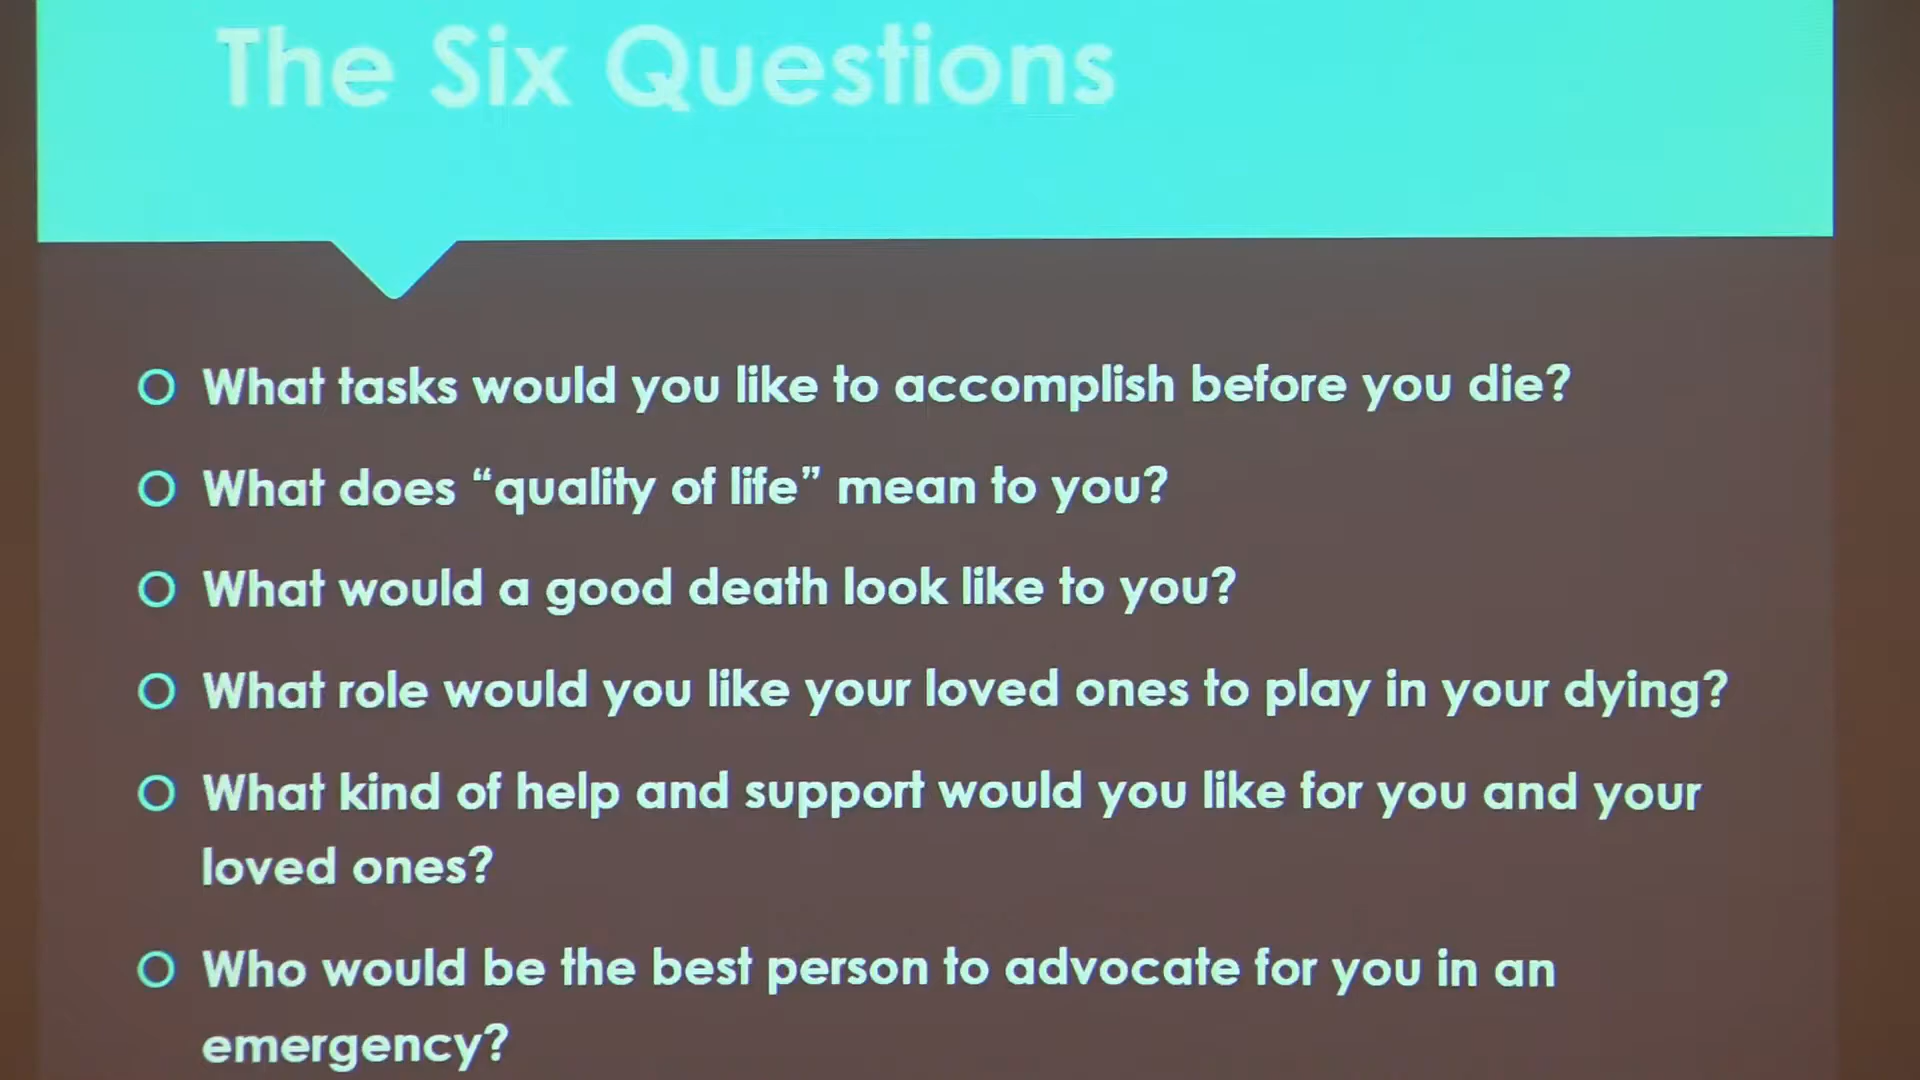 The Six Questions
What tasks would you like to accomplish before you die?
What does “quality of life” mean to you?
What would a good death look like to you?
What role would you like your loved ones to play in your dying?
What kind of help and support would you like for you and your
loved ones?
Who would be the best person to advocate for you in an
emergency?